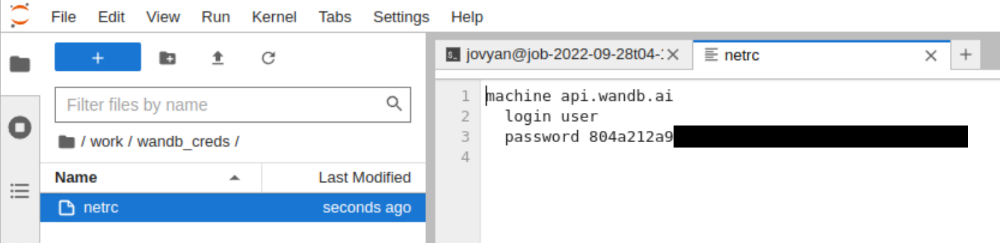 File Edit View Run Kernel Tabs Settings Help
+
Filter files by name
/ work / wandb_creds /
Name Last Modified
netrc seconds ago
$_ jovyan@job-2022-09-28t04-: × netrc × +
1 machine api.wandb.ai
2 login user
3 password 804a212a9
4